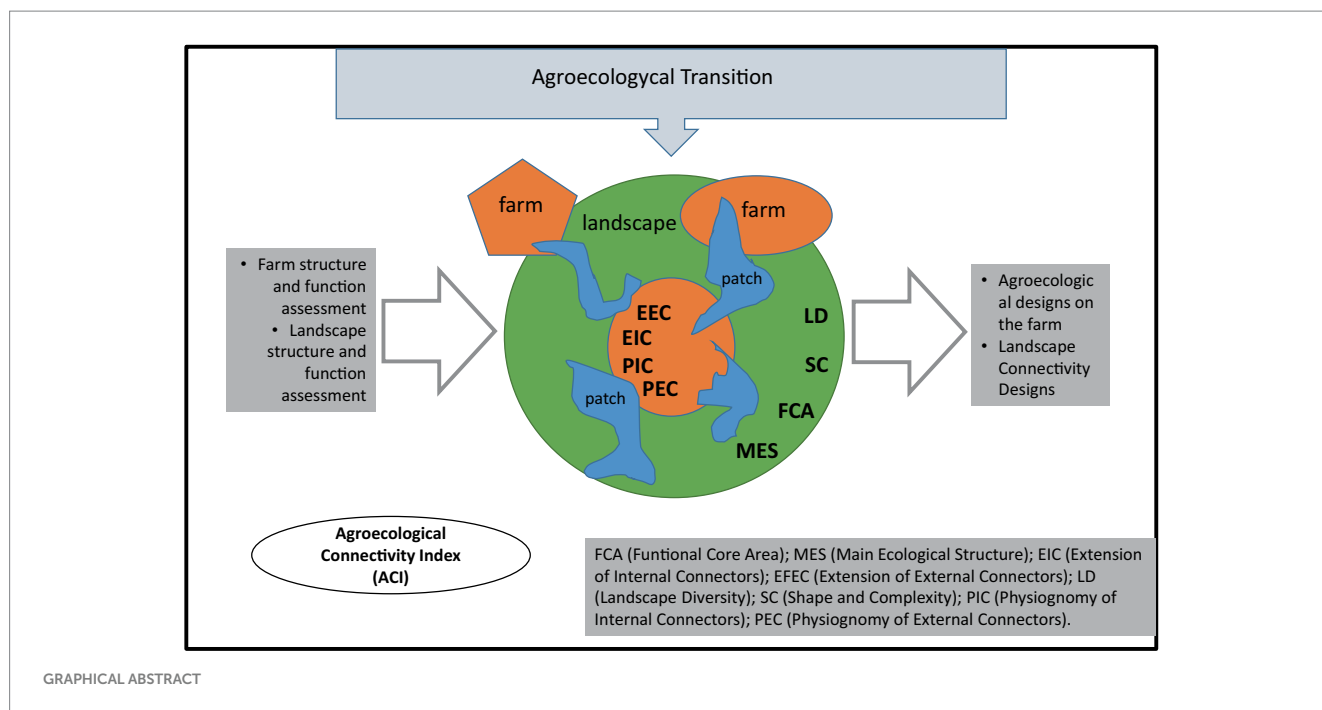 Agroecologycal Transition
farm
farm
landscape
patch
• Farm structure
and function
assessment
• Landscape
structure and
function
assessment
EEC
EIC
PIC
PEC
patch
LD
SC
FCA
MES
• Agroecologic
al designs on
the farm
• Landscape
Connectivity
Designs
Agroecological
Connectivity Index
(ACI)
FCA (Funtional Core Area); MES (Main Ecological Structure); EIC (Extension
of Internal Connectors); EFEC (Extension of External Connectors); LD
(Landscape Diversity); SC (Shape and Complexity); PIC (Physiognomy of
Internal Connectors); PEC (Physiognomy of External Connectors).
GRAPHICAL ABSTRACT